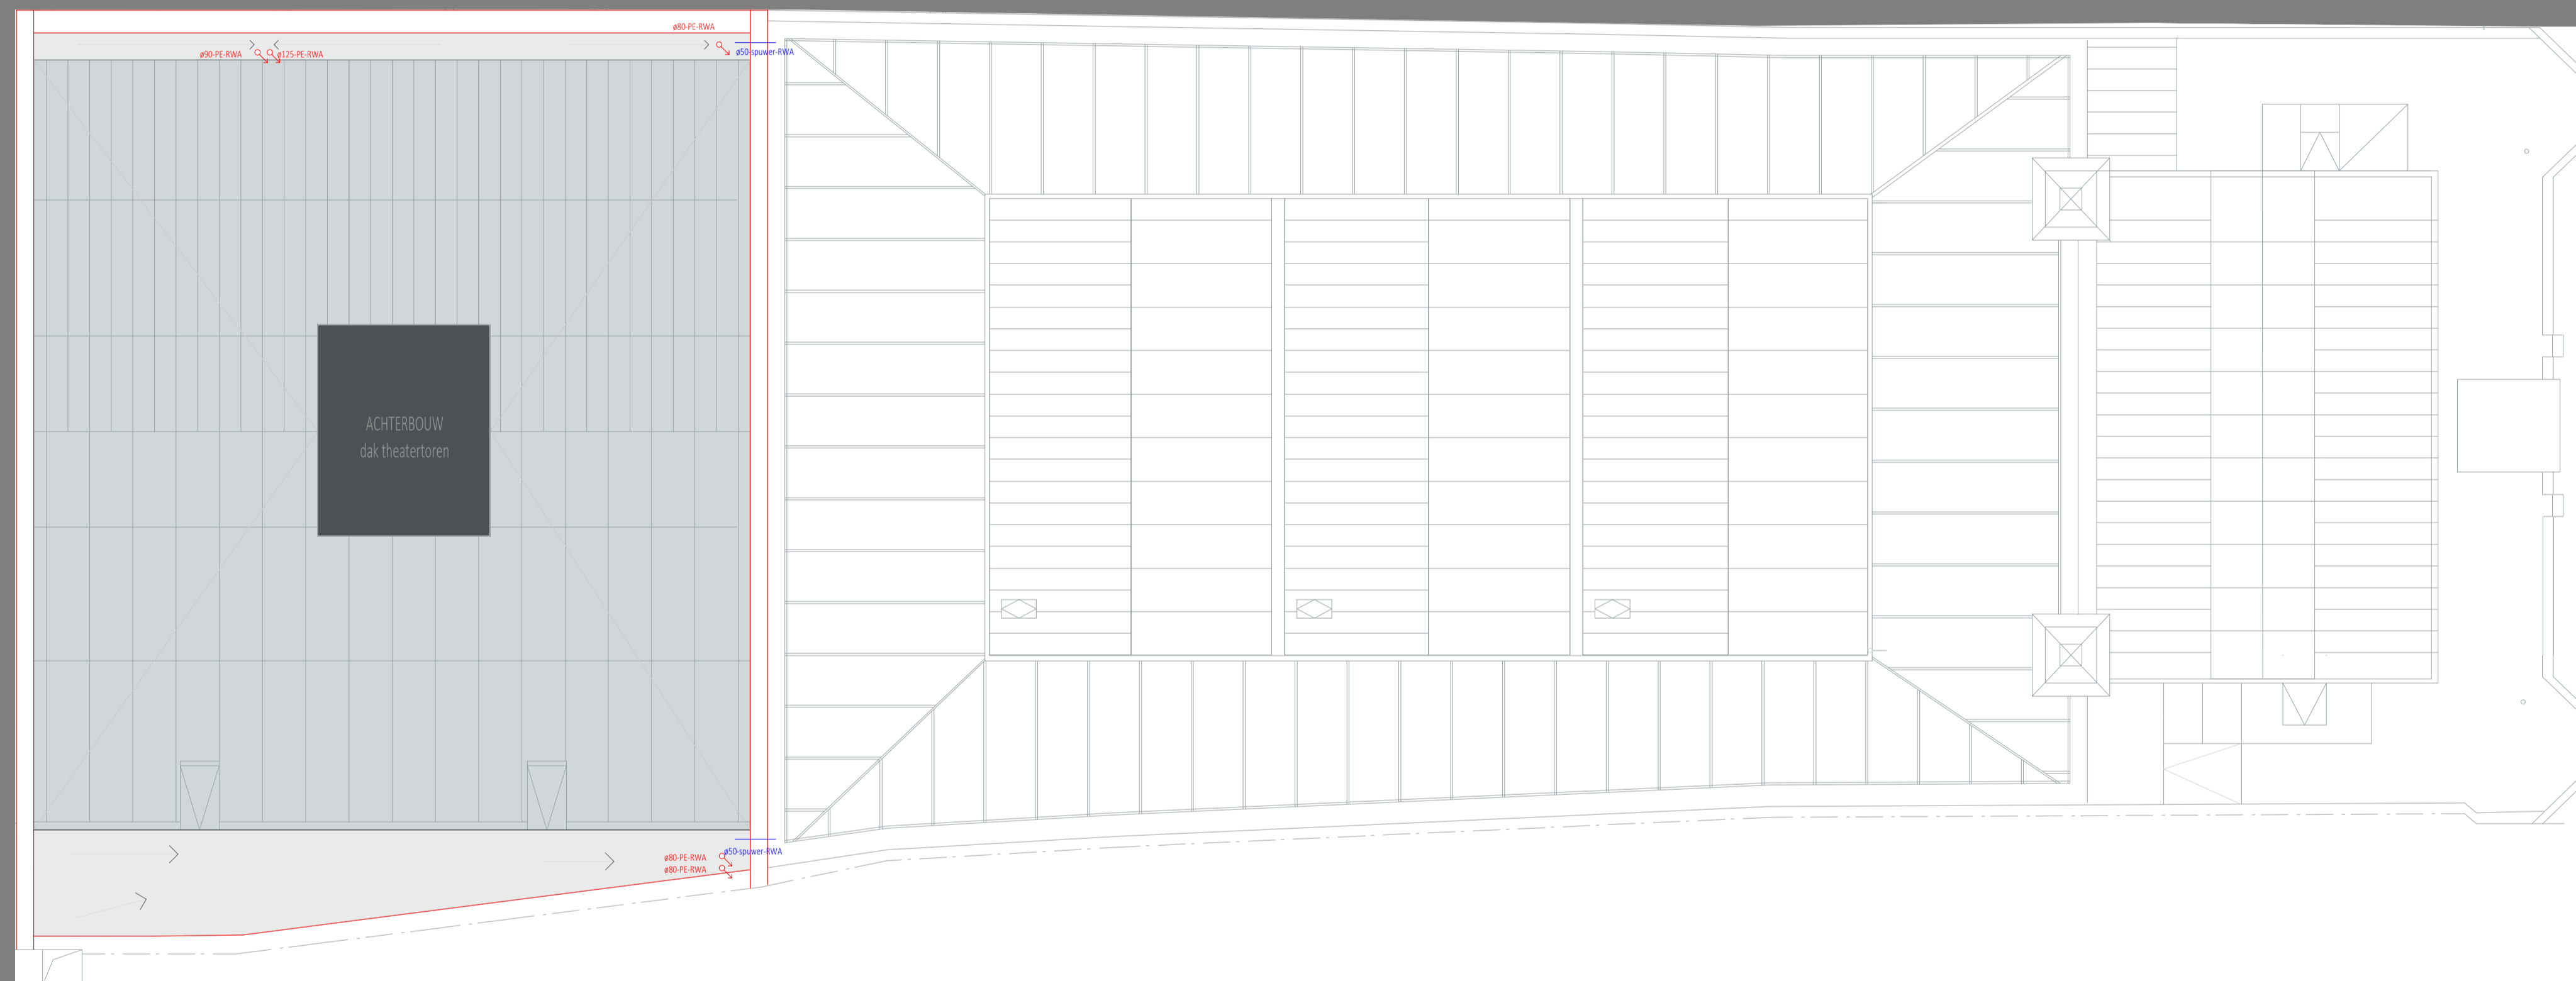 ø80-PE-RWA
ø90-PE-RWA
ø125-PE-RWA
ø50-spuwer-RWA
ACHTERBOUW
dak theatertoren
ø50-spuwer-RWA
ø80-PE-RWA
ø80-PE-RWA